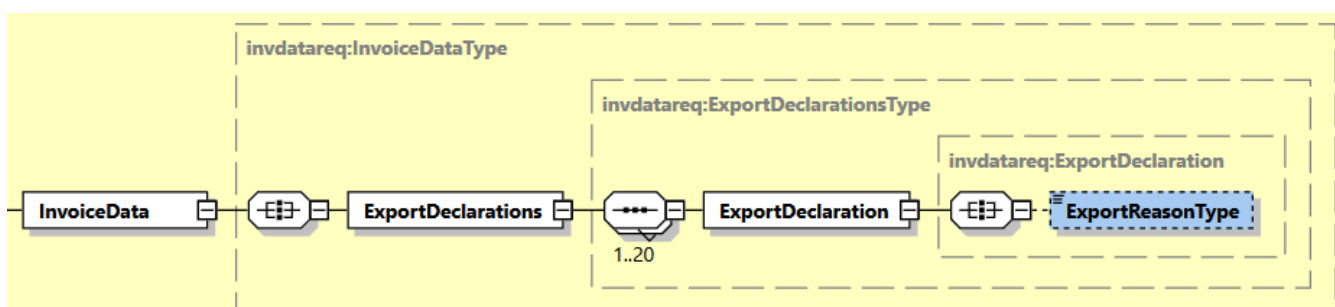 invdatareq:InvoiceDataType
invdatareq:ExportDeclarationsType
invdatareq:ExportDeclaration
InvoiceData
ExportDeclarations
ExportDeclaration
ExportReasonType
1..20